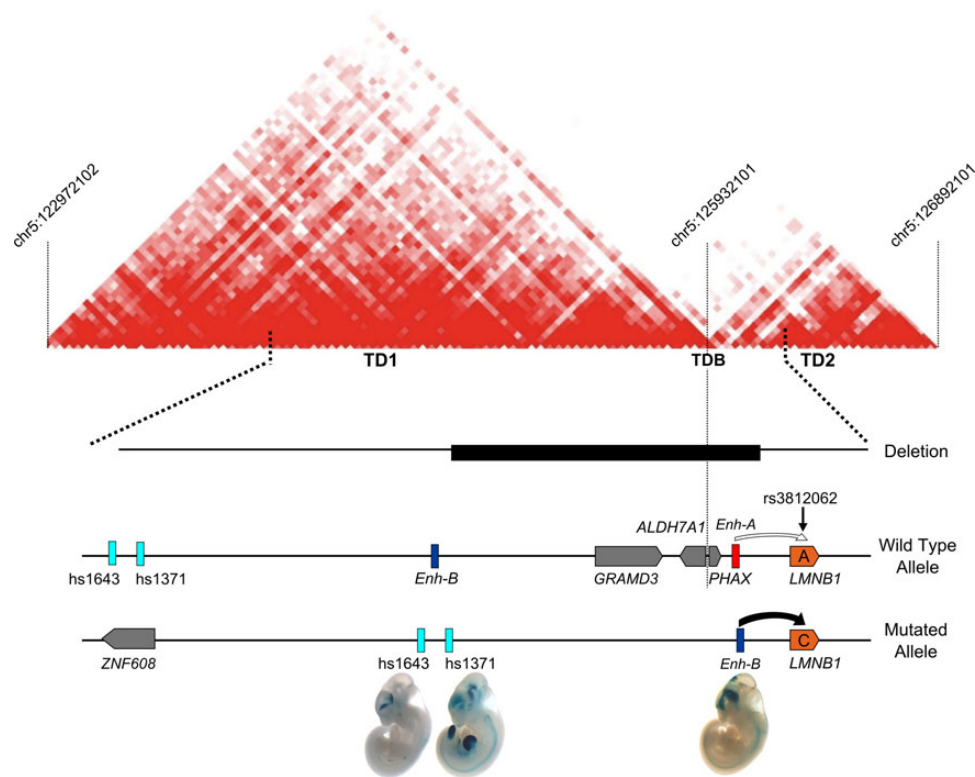 chr5:122972102
chr5:125932101
chr5:126892101
TD1
TDB
TD2
Deletion
rs3812062
ALDH7A1
Enh-A
hs1643
hs1371
Enh-B
GRAMD3
PHAX
A
LMNB1
Wild Type
Allele
ZNF608
hs1643
hs1371
Enh-B
C
LMNB1
Mutated
Allele